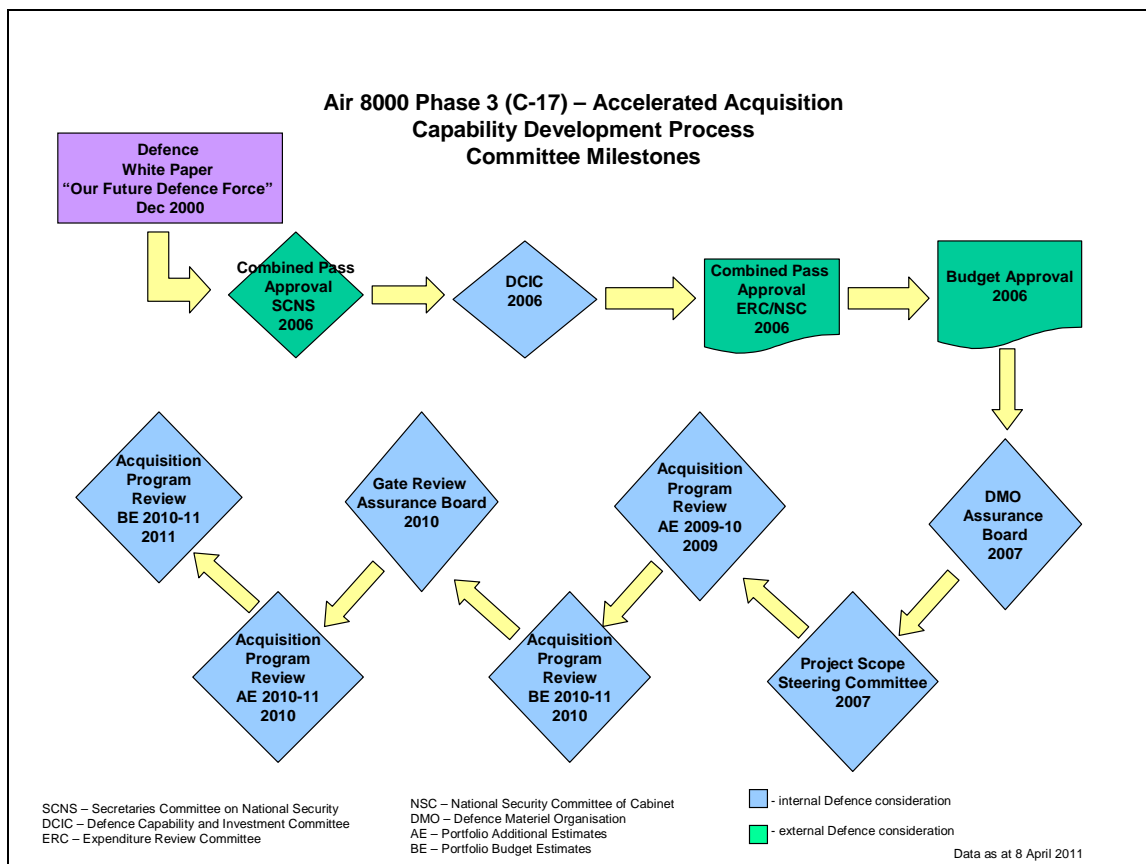 Air 8000 Phase 3 (C-17) – Accelerated Acquisition
Capability Development Process
Committee Milestones
Defence
White Paper
“Our Future Defence Force”
Dec 2000
Combined Pass
Approval
SCNS
2006
DCIC
2006
Combined Pass
Approval
ERC/NSC
2006
Budget Approval
2006
DMO
Assurance
Board
2007
Project Scope
Steering Committee
2007
Acquisition
Program
Review
AE 2009-10
2009
Acquisition
Program
Review
BE 2010-11
2010
Gate Review
Assurance Board
2010
Acquisition
Program
Review
AE 2010-11
2010
Acquisition
Program
Review
BE 2010-11
2011
SCNS – Secretaries Committee on National Security
DCIC – Defence Capability and Investment Committee
ERC – Expenditure Review Committee
NSC – National Security Committee of Cabinet
DMO – Defence Materiel Organisation
AE – Portfolio Additional Estimates
BE – Portfolio Budget Estimates
- internal Defence consideration
- external Defence consideration
Data as at 8 April 2011